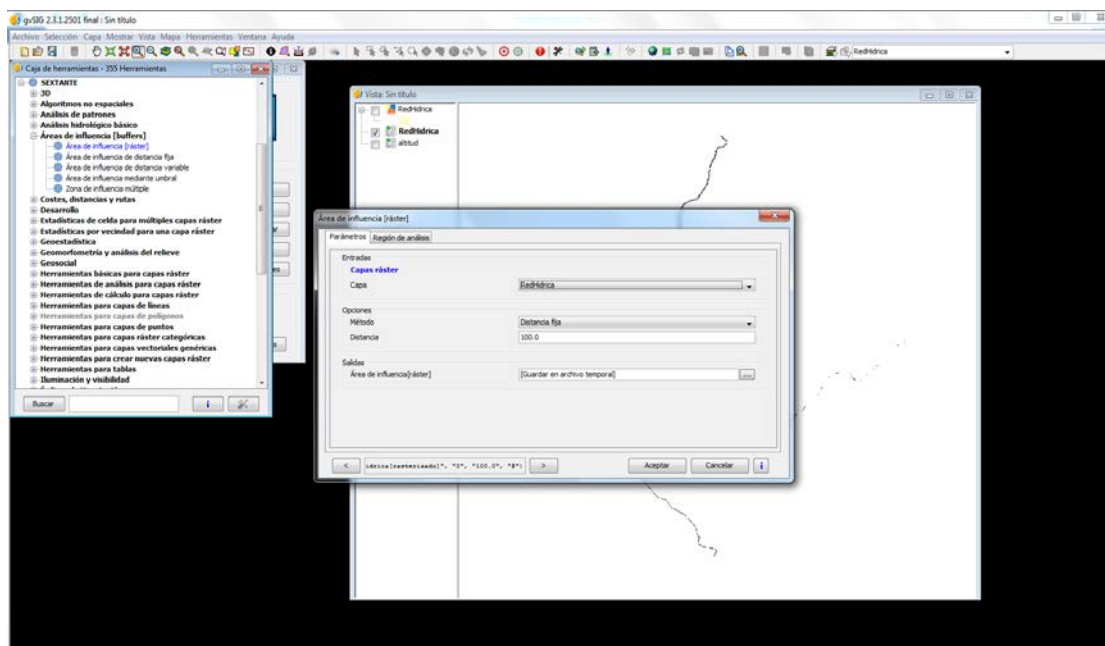 gvSIG 2.3.1.2501 final : Sin título
Archivo Selección Capa Mostrar Vista Mapa Herramientas Ventana Ayuda
RedHidrica
Caja de herramientas - 355 Herramientas
SEXTANTE
3D
Algoritmos no espaciales
Análisis de patrones
Análisis hidrológico básico
Áreas de influencia [buffers]
Área de influencia [ráster]
Área de influencia de distancia fija
Área de influencia de distancia variable
Área de influencia mediante umbral
Zona de influencia múltiple
Costes, distancias y rutas
Desarrollo
Estadísticas de celda para múltiples capas ráster
Estadísticas por vecindad para una capa ráster
Geoestadística
Geomorfometría y análisis del relieve
Geosocial
Herramientas básicas para capas ráster
Herramientas de análisis para capas ráster
Herramientas de cálculo para capas ráster
Herramientas para capas de líneas
Herramientas para capas de polígonos
Herramientas para capas de puntos
Herramientas para capas ráster categóricas
Herramientas para capas vectoriales genéricas
Herramientas para crear nuevas capas ráster
Herramientas para tablas
Iluminación y visibilidad
Buscar
i
Vista: Sin título
RedHidrica
RedHidrica
altitud
Área de influencia [ráster]
Parámetros Región de análisis
Entradas
Capas ráster
Capa RedHidrica
Opciones
Método Distancia fija
Distancia 100.0
Salidas
Área de influencia[ráster] [Guardar en archivo temporal] ...
< idrica[rasterizado]", "0", "100.0", "#") > Aceptar Cancelar i